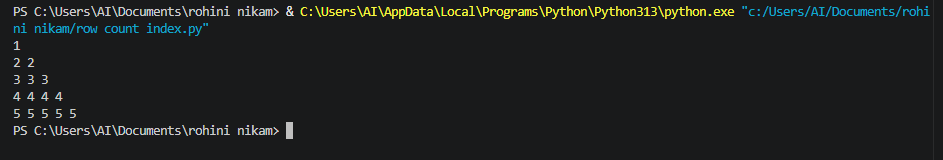 PS C:\Users\AI\Documents\rohini nikam> & C:\Users\AI\AppData\Local\Programs\Python\Python313\python.exe "c:/Users/AI/Documents/rohi
ni nikam/row count index.py"
1
2 2
3 3 3
4 4 4 4
5 5 5 5 5
PS C:\Users\AI\Documents\rohini nikam>